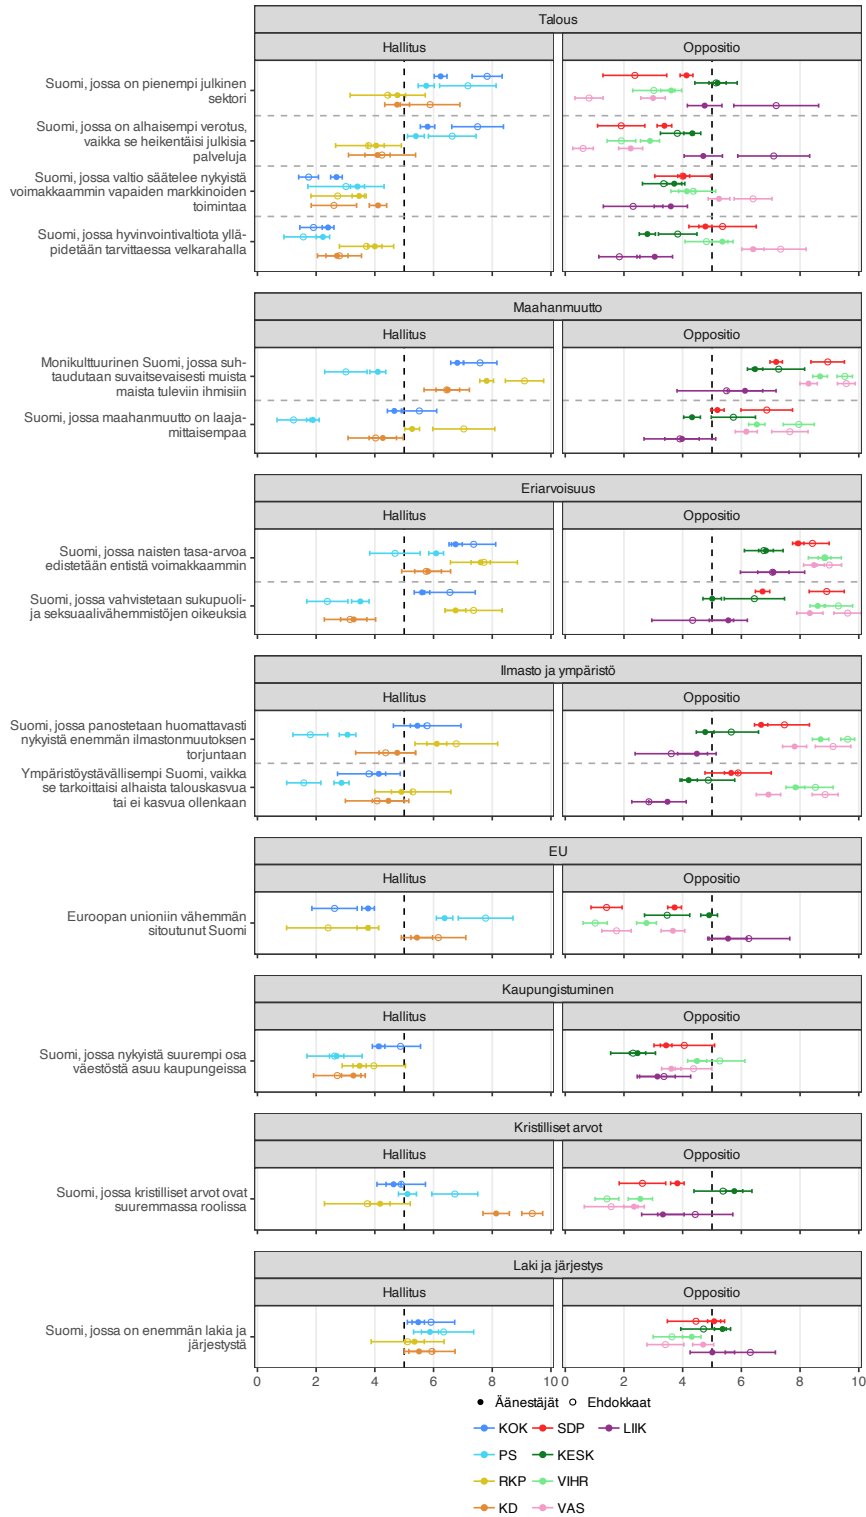 Talous
Hallitus
Oppositio
Suomi, jossa on pienempi julkinen
sektori
Suomi, jossa on alhaisempi verotus,
vaikka se heikentäisi julkisia
palveluja
Suomi, jossa valtio säätelee nykyistä
voimakkaammin vapaiden markkinoiden
toimintaa
Suomi, jossa hyvinvointivaltiota yllä-
pidetään tarvittaessa velkarahalla
Maahanmuutto
Hallitus
Oppositio
Monikulttuurinen Suomi, jossa suh-
taudutaan suvaitsevaisesti muista
maista tuleviin ihmisiin
Suomi, jossa maahanmuutto on laaja-
mittaisempaa
Eriarvoisuus
Hallitus
Oppositio
Suomi, jossa naisten tasa-arvoa
edistetään entistä voimakkaammin
Suomi, jossa vahvistetaan sukupuoli-
ja seksuaalivähemmistöjen oikeuksia
Ilmasto ja ympäristö
Hallitus
Oppositio
Suomi, jossa panostetaan huomattavasti
nykyistä enemmän ilmastonmuutoksen
torjuntaan
Ympäristöystävällisempi Suomi, vaikka
se tarkoittaisi alhaista talouskasvua
tai ei kasvua ollenkaan
EU
Hallitus
Oppositio
Euroopan unioniin vähemmän
sitoutunut Suomi
Kaupungistuminen
Hallitus
Oppositio
Suomi, jossa nykyistä suurempi osa
väestöstä asuu kaupungeissa
Kristilliset arvot
Hallitus
Oppositio
Suomi, jossa kristilliset arvot ovat
suuremmassa roolissa
Laki ja järjestys
Hallitus
Oppositio
Suomi, jossa on enemmän lakia ja
järjestystä
0 2 4 6 8 10 0 2 4 6 8 10
Äänestäjät Ehdokkaat
KOK SDP LIIK
PS KESK
RKP VIHR
KD VAS